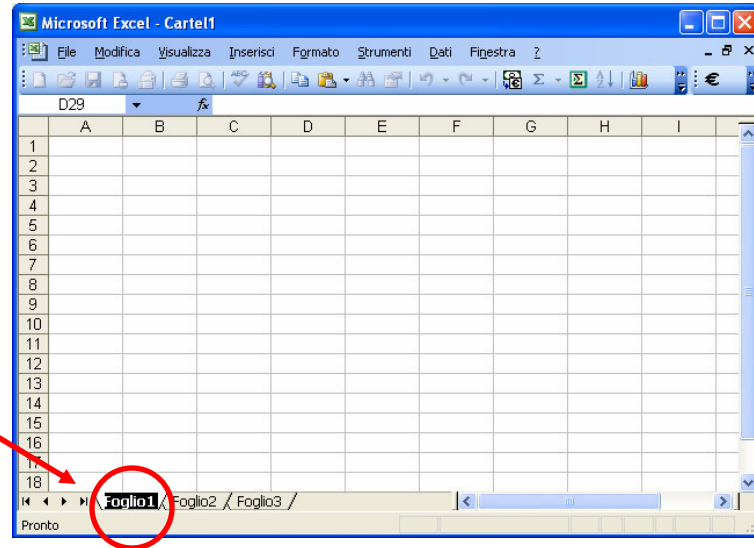 Microsoft Excel - Cartel1
File Modifica Visualizza Inserisci Formato Strumenti Dati Finestra ?
ABC Σ Σ €
D29 fx
A B C D E F G H I
1
2
3
4
5
6
7
8
9
10
11
12
13
14
15
16
17
18
Foglio1 Foglio2 Foglio3
Pronto